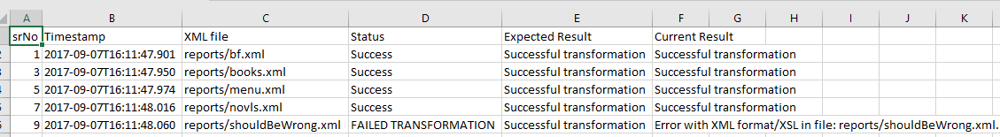 A B C D E F G H I J K
srNo Timestamp XML file Status Expected Result Current Result
1 2017-09-07T16:11:47.901 reports/bf.xml Success Successful transformation Successful transformation
3 2017-09-07T16:11:47.950 reports/books.xml Success Successful transformation Successful transformation
5 2017-09-07T16:11:47.974 reports/menu.xml Success Successful transformation Successful transformation
7 2017-09-07T16:11:48.016 reports/novls.xml Success Successful transformation Successful transformation
9 2017-09-07T16:11:48.060 reports/shouldBeWrong.xml FAILED TRANSFORMATION Successful transformation Error with XML format/XSL in file: reports/shouldBeWrong.xml.